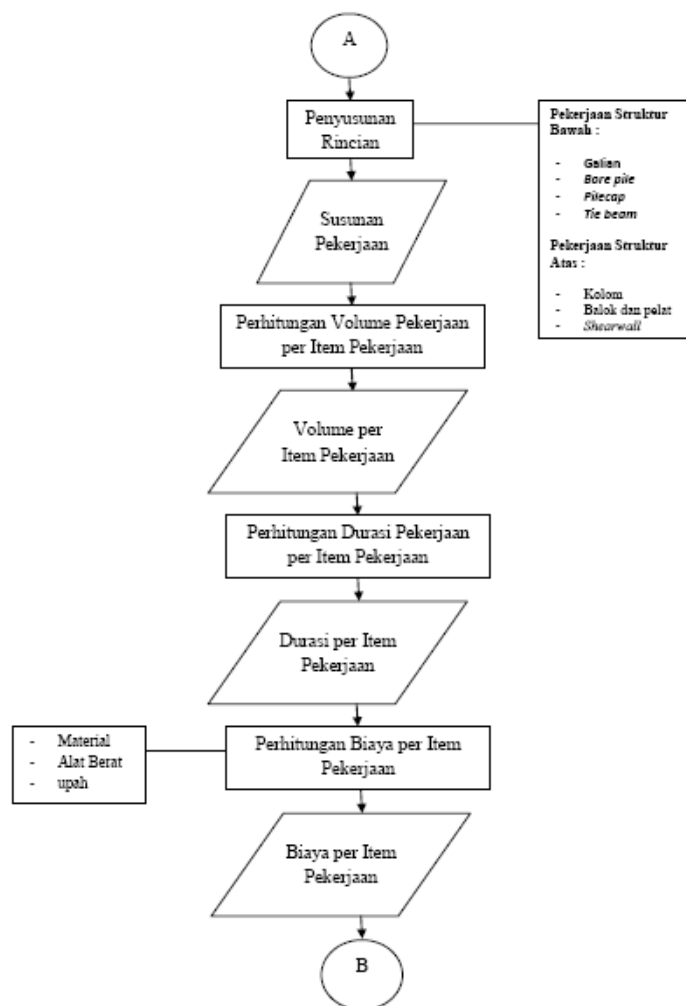 A
Penyusunan
Rincian
Pekerjaan Struktur
Bawah :
- Galian
- Bore pile
- Pilecap
- Tie beam
Pekerjaan Struktur
Atas :
- Kolom
- Balok dan pelat
- Shearwall
Susunan
Pekerjaan
Perhitungan Volume Pekerjaan
per Item Pekerjaan
Volume per
Item Pekerjaan
Perhitungan Durasi Pekerjaan
per Item Pekerjaan
Durasi per Item
Pekerjaan
- Material
- Alat Berat
- upah
Perhitungan Biaya per Item
Pekerjaan
Biaya per Item
Pekerjaan
B